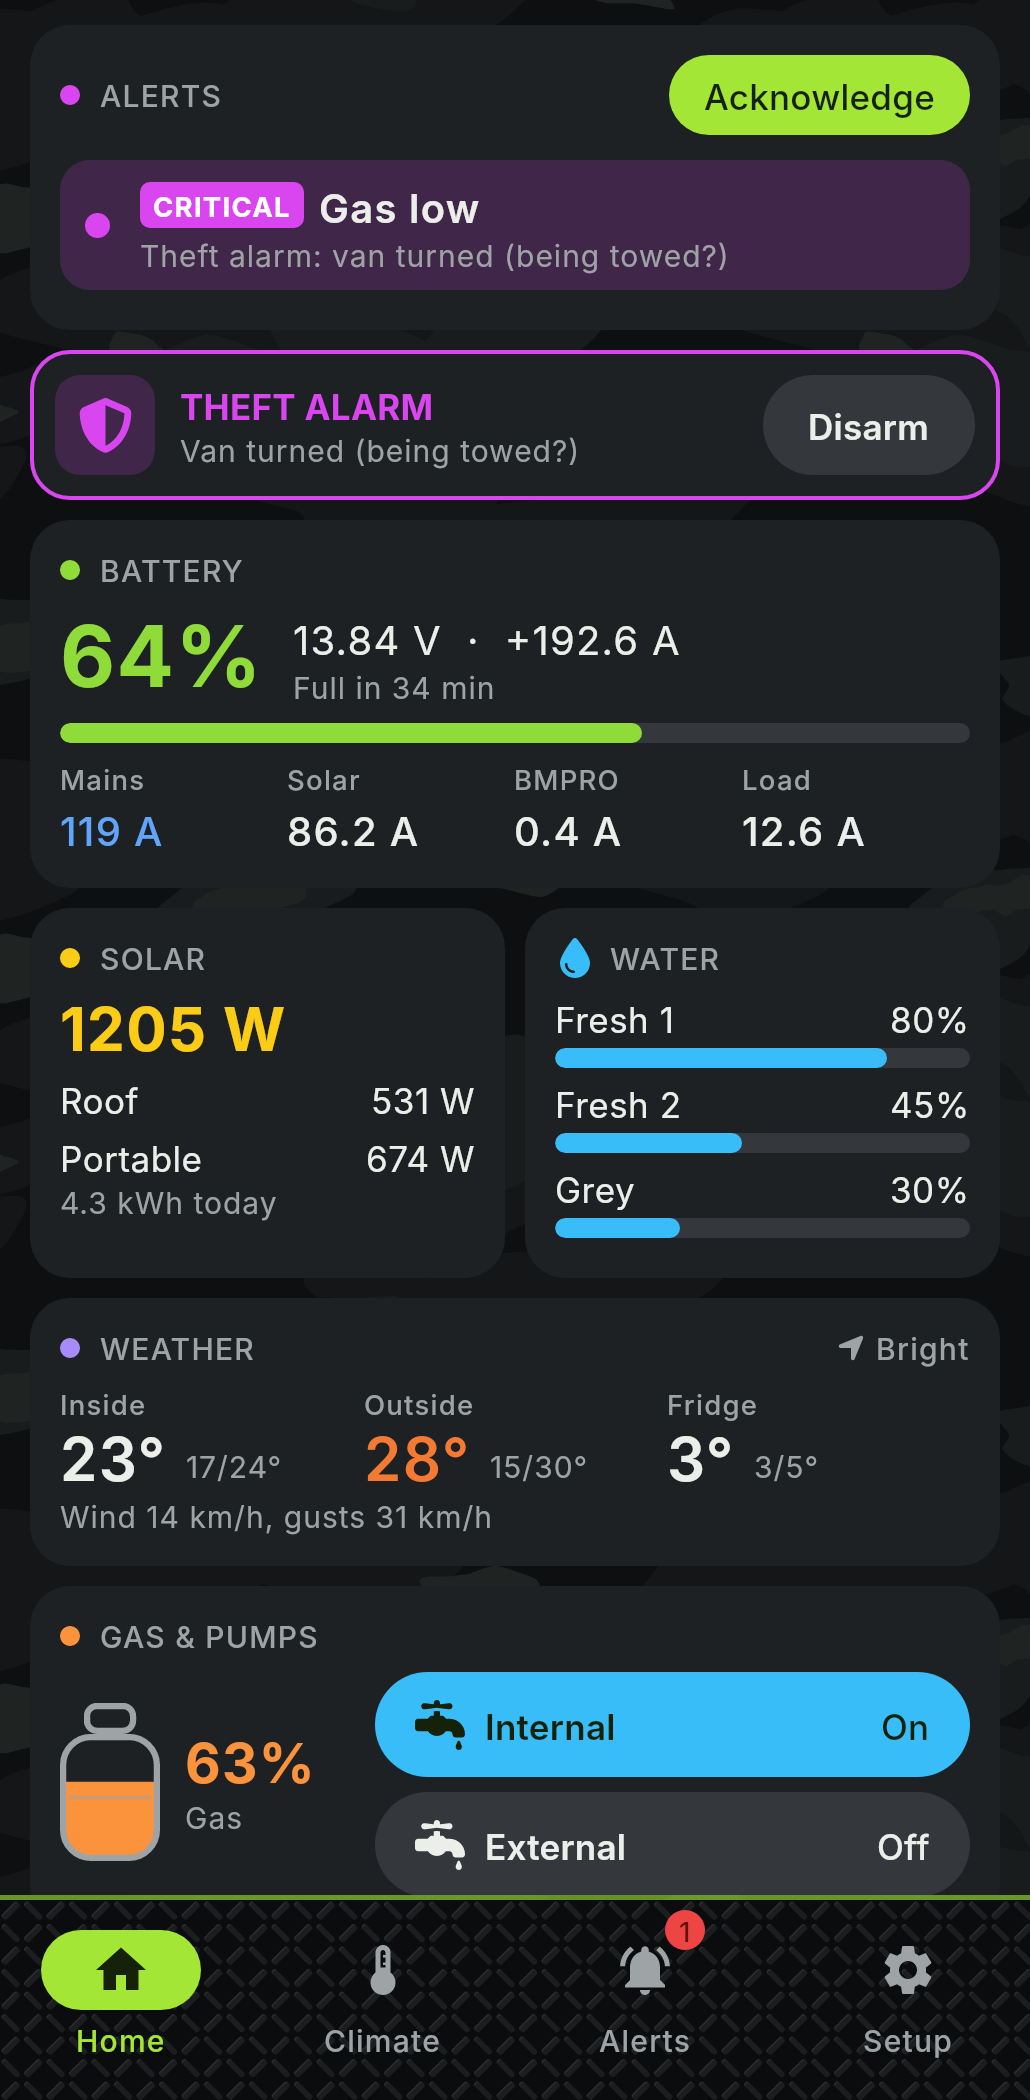 ALERTS
Acknowledge
CRITICAL Gas low
Theft alarm: van turned (being towed?)
THEFT ALARM
Van turned (being towed?)
Disarm
BATTERY
64%
13.84 V · +192.6 A
Full in 34 min
Mains Solar BMPRO Load
119 A 86.2 A 0.4 A 12.6 A
SOLAR
1205 W
Roof 531 W
Portable 674 W
4.3 kWh today
WATER
Fresh 1 80%
Fresh 2 45%
Grey 30%
WEATHER
Bright
Inside Outside Fridge
23° 17/24° 28° 15/30° 3° 3/5°
Wind 14 km/h, gusts 31 km/h
GAS & PUMPS
63%
Gas
Internal On
External Off
1
Home Climate Alerts Setup